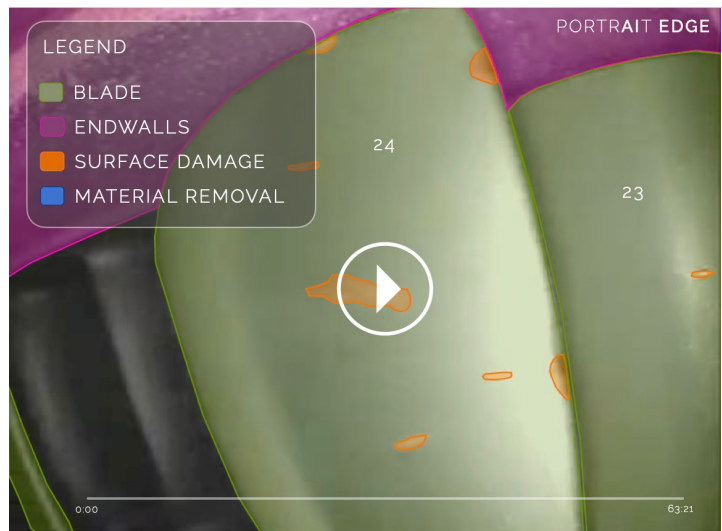 PORTRAIT EDGE
LEGEND
BLADE
ENDWALLS
SURFACE DAMAGE
MATERIAL REMOVAL
24
23
0:00
63:21